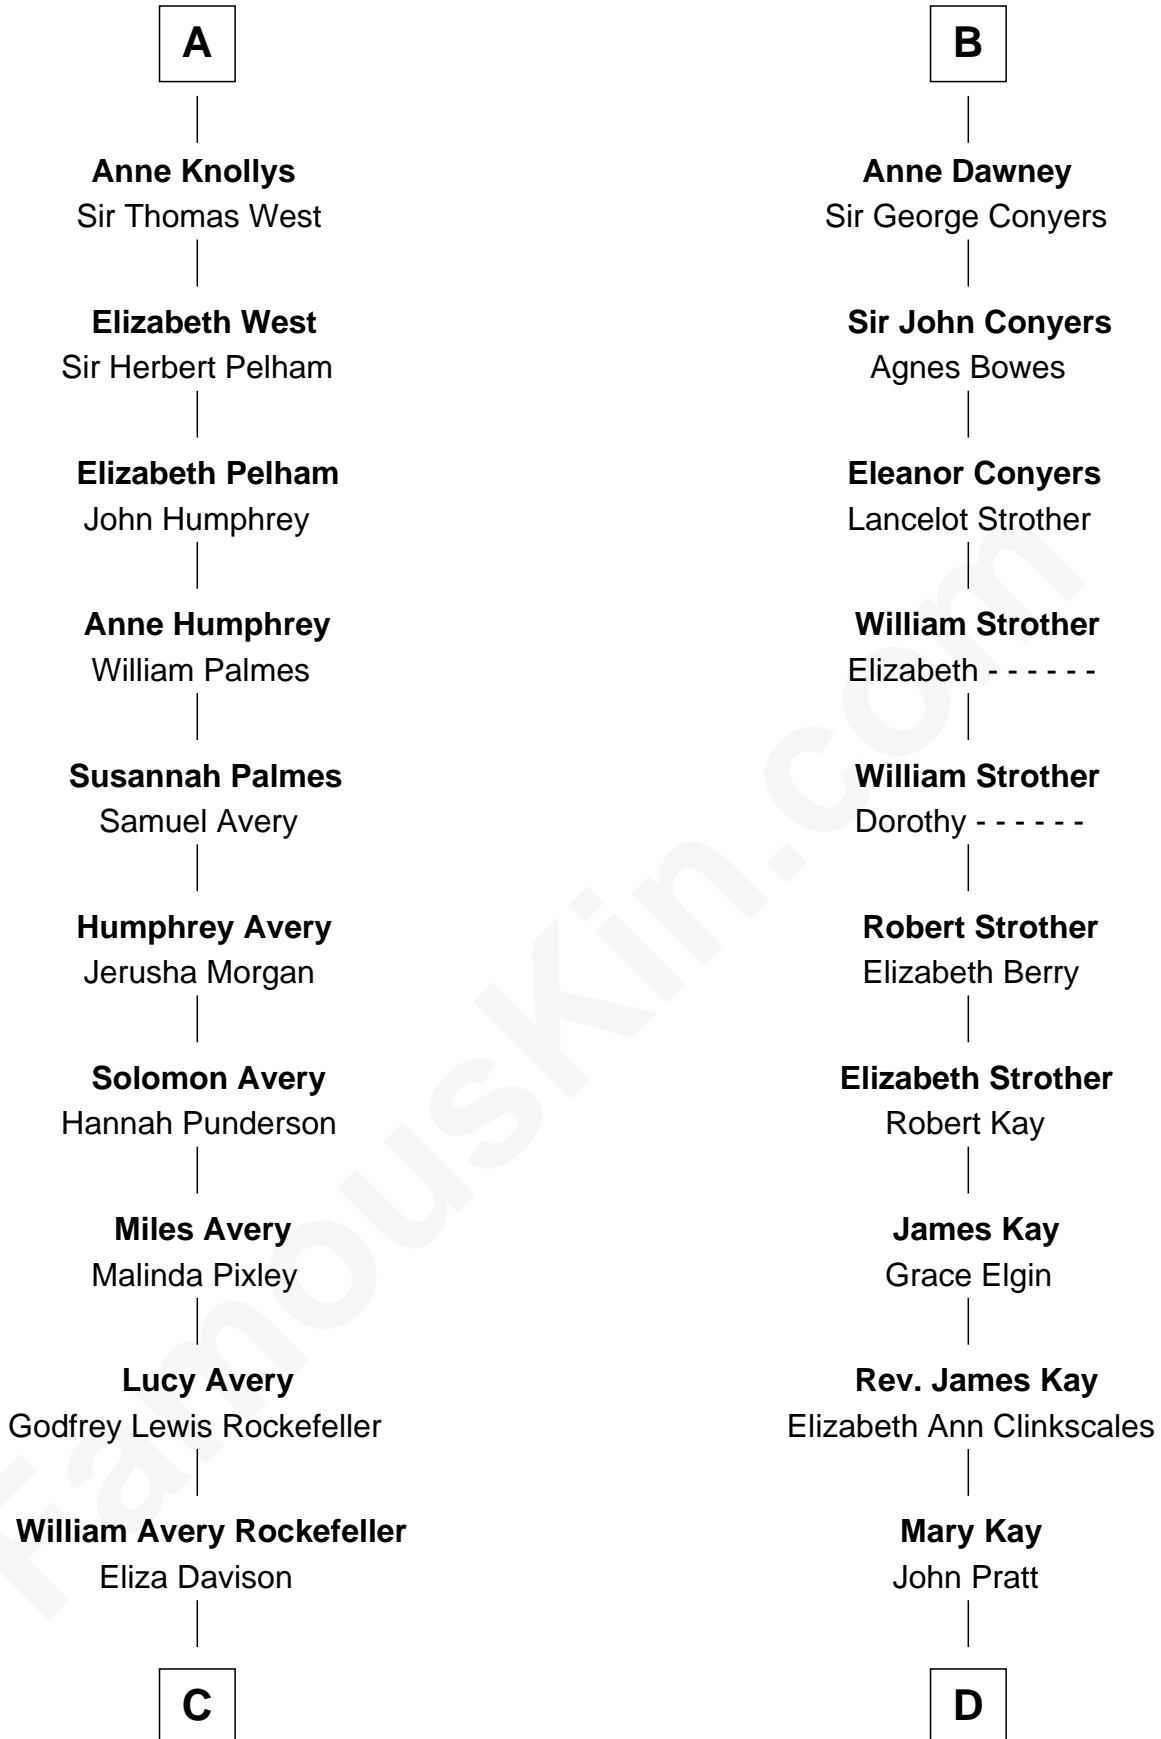 A
Anne Knollys
Sir Thomas West
Elizabeth West
Sir Herbert Pelham
Elizabeth Pelham
John Humphrey
Anne Humphrey
William Palmes
Susannah Palmes
Samuel Avery
Humphrey Avery
Jerusha Morgan
Solomon Avery
Hannah Punderson
Miles Avery
Malinda Pixley
Lucy Avery
Godfrey Lewis Rockefeller
William Avery Rockefeller
Eliza Davison
C
B
Anne Dawney
Sir George Conyers
Sir John Conyers
Agnes Bowes
Eleanor Conyers
Lancelot Strother
William Strother
Elizabeth - - - - - -
William Strother
Dorothy - - - - - -
Robert Strother
Elizabeth Berry
Elizabeth Strother
Robert Kay
James Kay
Grace Elgin
Rev. James Kay
Elizabeth Ann Clinkscales
Mary Kay
John Pratt
D
FamousKin.com